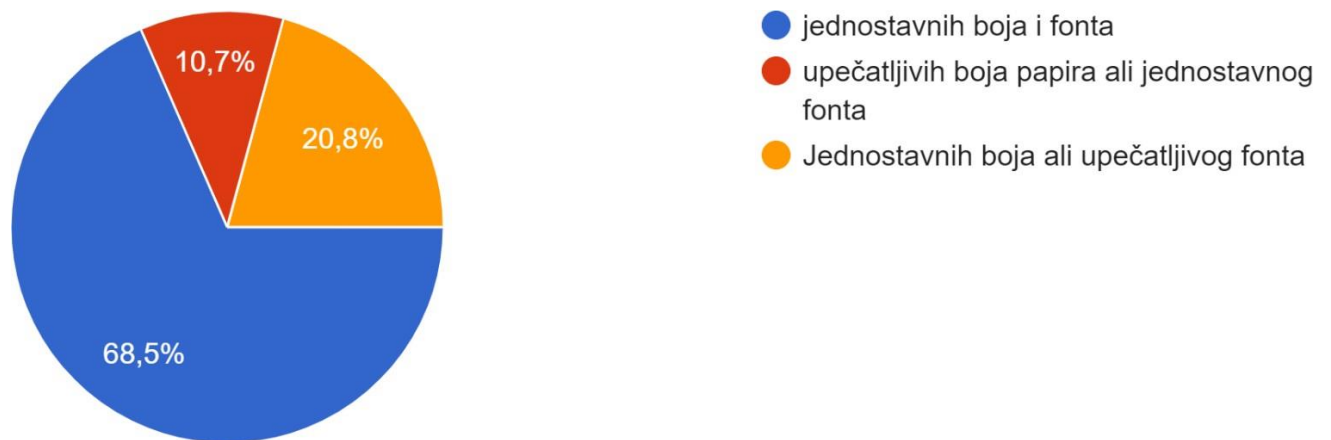 10,7%
20,8%
68,5%
jednostavnih boja i fonta
upečatljivih boja papira ali jednostavnog
fonta
Jednostavnih boja ali upečatljivog fonta